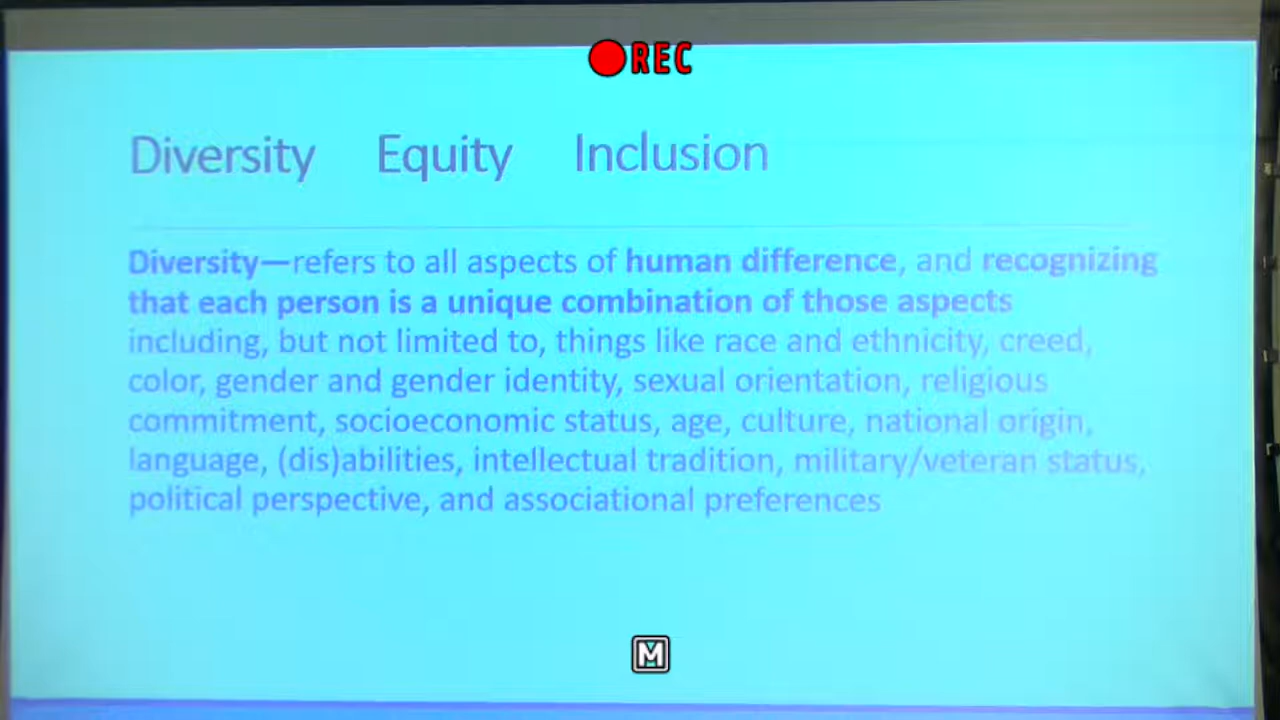 REC
Diversity Equity Inclusion
Diversity—refers to all aspects of human difference, and recognizing
that each person is a unique combination of those aspects
including, but not limited to, things like race and ethnicity, creed,
color, gender and gender identity, sexual orientation, religious
commitment, socioeconomic status, age, culture, national origin,
language, (dis)abilities, intellectual tradition, military/veteran status,
political perspective, and associational preferences
M